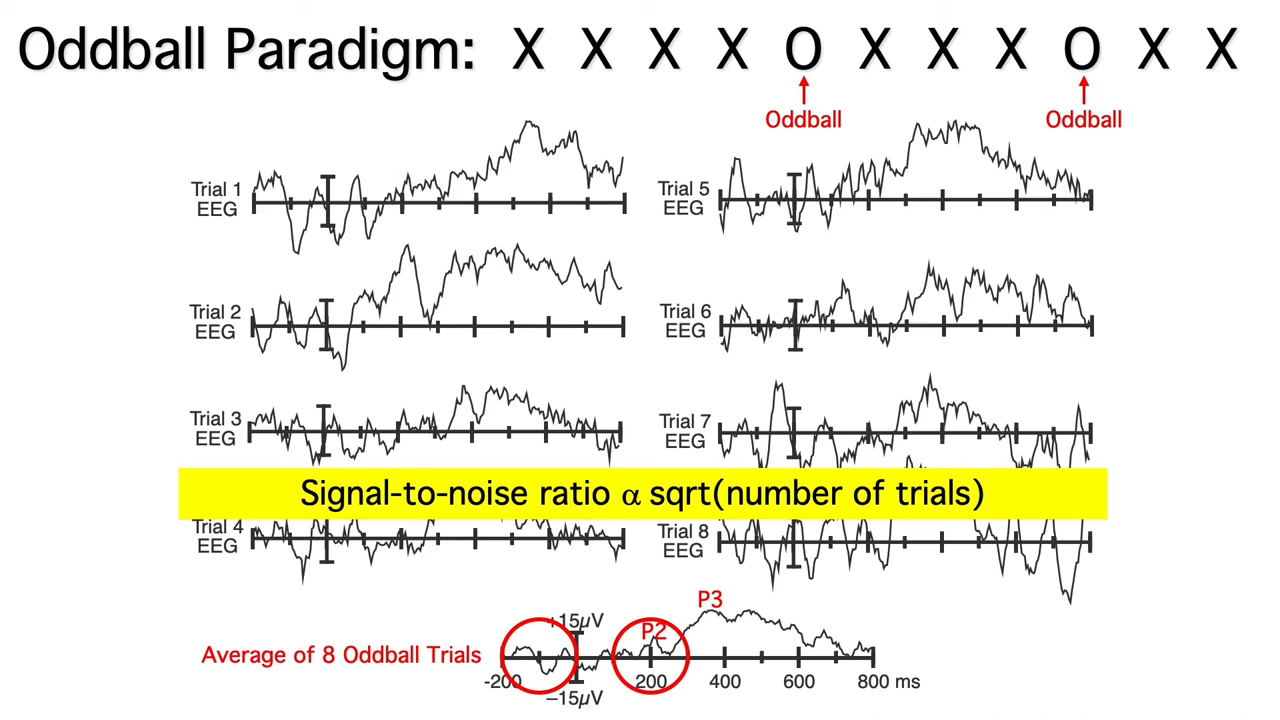 Oddball Paradigm: X X X X O X X X O X X
Oddball Oddball
Trial 1
EEG
Trial 5
EEG
Trial 2
EEG
Trial 6
EEG
Trial 3
EEG
Trial 7
EEG
Signal-to-noise ratio α sqrt(number of trials)
Trial 4
EEG
Trial 8
EEG
P3
+15µV
P2
Average of 8 Oddball Trials
-200 200 400 600 800 ms
−15µV